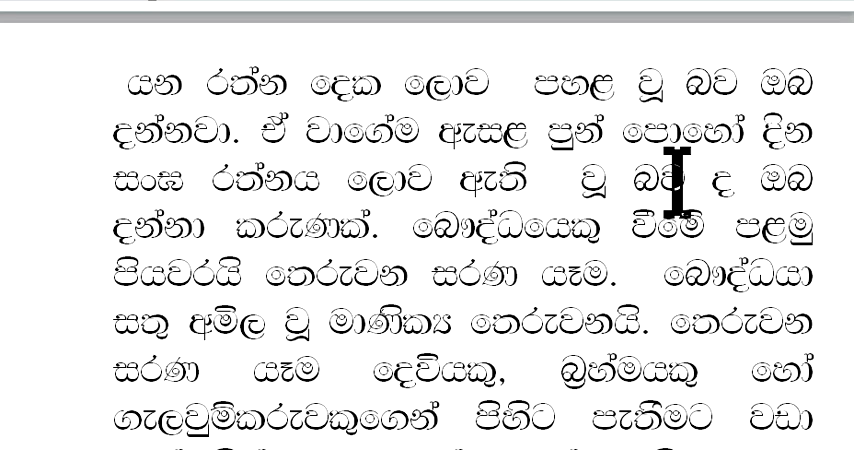 යන රත්න දෙක ලොව පහළ වූ බව ඔබ
දන්නවා. ඒ වාගේම ඇසළ පුන් පොහෝ දින
සංඝ රත්නය ලොව ඇති වූ බව ද ඔබ
දන්නා කරුණක්. බෞද්ධයෙකු වීමේ පළමු
පියවරයි තෙරුවන සරණ යෑම. බෞද්ධයා
සතු අමිල වූ මාණික්‍ය තෙරුවනයි. තෙරුවන
සරණ යෑම දෙවියකු, බ්‍රහ්මයකු හෝ
ගැලවුම්කරුවකුගෙන් පිහිට පැතීමට වඩා